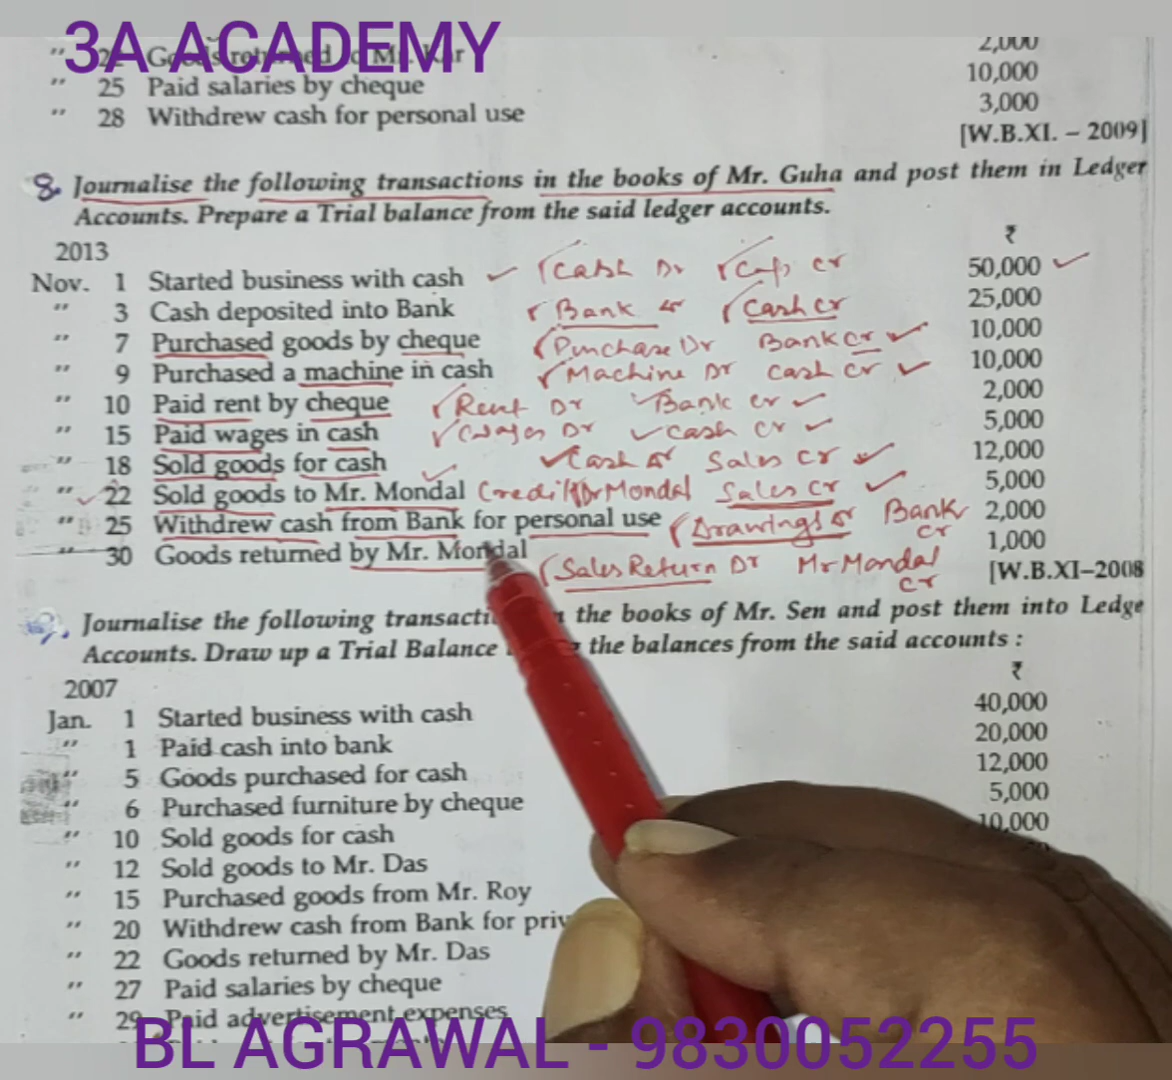 3A ACADEMY
" 2,000
" 25 Paid salaries by cheque 10,000
" 28 Withdrew cash for personal use 3,000
[W.B.XI. – 2009]
8. Journalise the following transactions in the books of Mr. Guha and post them in Ledger
Accounts. Prepare a Trial balance from the said ledger accounts.
2013 ₹
Nov. 1 Started business with cash Cash Dr Cap Cr 50,000
" 3 Cash deposited into Bank Bank Dr Cash Cr 25,000
" 7 Purchased goods by cheque Purchase Dr Bank Cr 10,000
" 9 Purchased a machine in cash Machine Dr Cash Cr 10,000
" 10 Paid rent by cheque Rent Dr Bank Cr 2,000
" 15 Paid wages in cash Wages Dr Cash Cr 5,000
" 18 Sold goods for cash Cash Dr Sales Cr 12,000
" 22 Sold goods to Mr. Mondal Credit Mondal Sales Cr 5,000
" 25 Withdrew cash from Bank for personal use Drawings Dr Bank Cr 2,000
" 30 Goods returned by Mr. Mondal Sales Return Dr Mr Mondal Cr 1,000
[W.B.XI–2008
9. Journalise the following the books of Mr. Sen and post them into Ledge
Accounts. Draw up a Trial Balance the balances from the said accounts :
2007 ₹
Jan. 1 Started business with cash 40,000
" 1 Paid cash into bank 20,000
" 5 Goods purchased for cash 12,000
" 6 Purchased furniture by cheque 5,000
" 10 Sold goods for cash 10,000
" 12 Sold goods to Mr. Das
" 15 Purchased goods from Mr. Roy
" 20 Withdrew cash from Bank for
" 22 Goods returned by Mr. Das
" 27 Paid salaries by cheque
" 29 Paid advertisement expenses
BL AGRAWAL - 9830052255